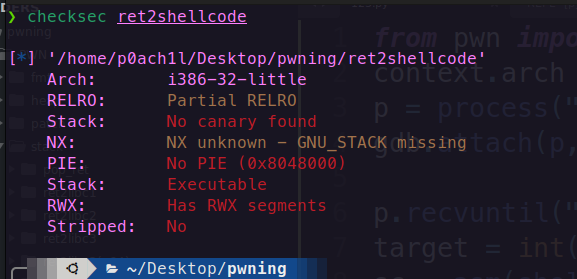 ❯ checksec ret2shellcode
from pwn impo
[*] '/home/p0ach1l/Desktop/pwning/ret2shellcode'
context.arch
Arch: i386-32-little
RELRO: Partial RELRO
p = process("
Stack: No canary found
gdb.attach(p,
NX: NX unknown - GNU_STACK missing
PIE: No PIE (0x8048000)
Stack: Executable
RWX: Has RWX segments
p.recvuntil("
Stripped: No
target = int(
~/Desktop/pwning